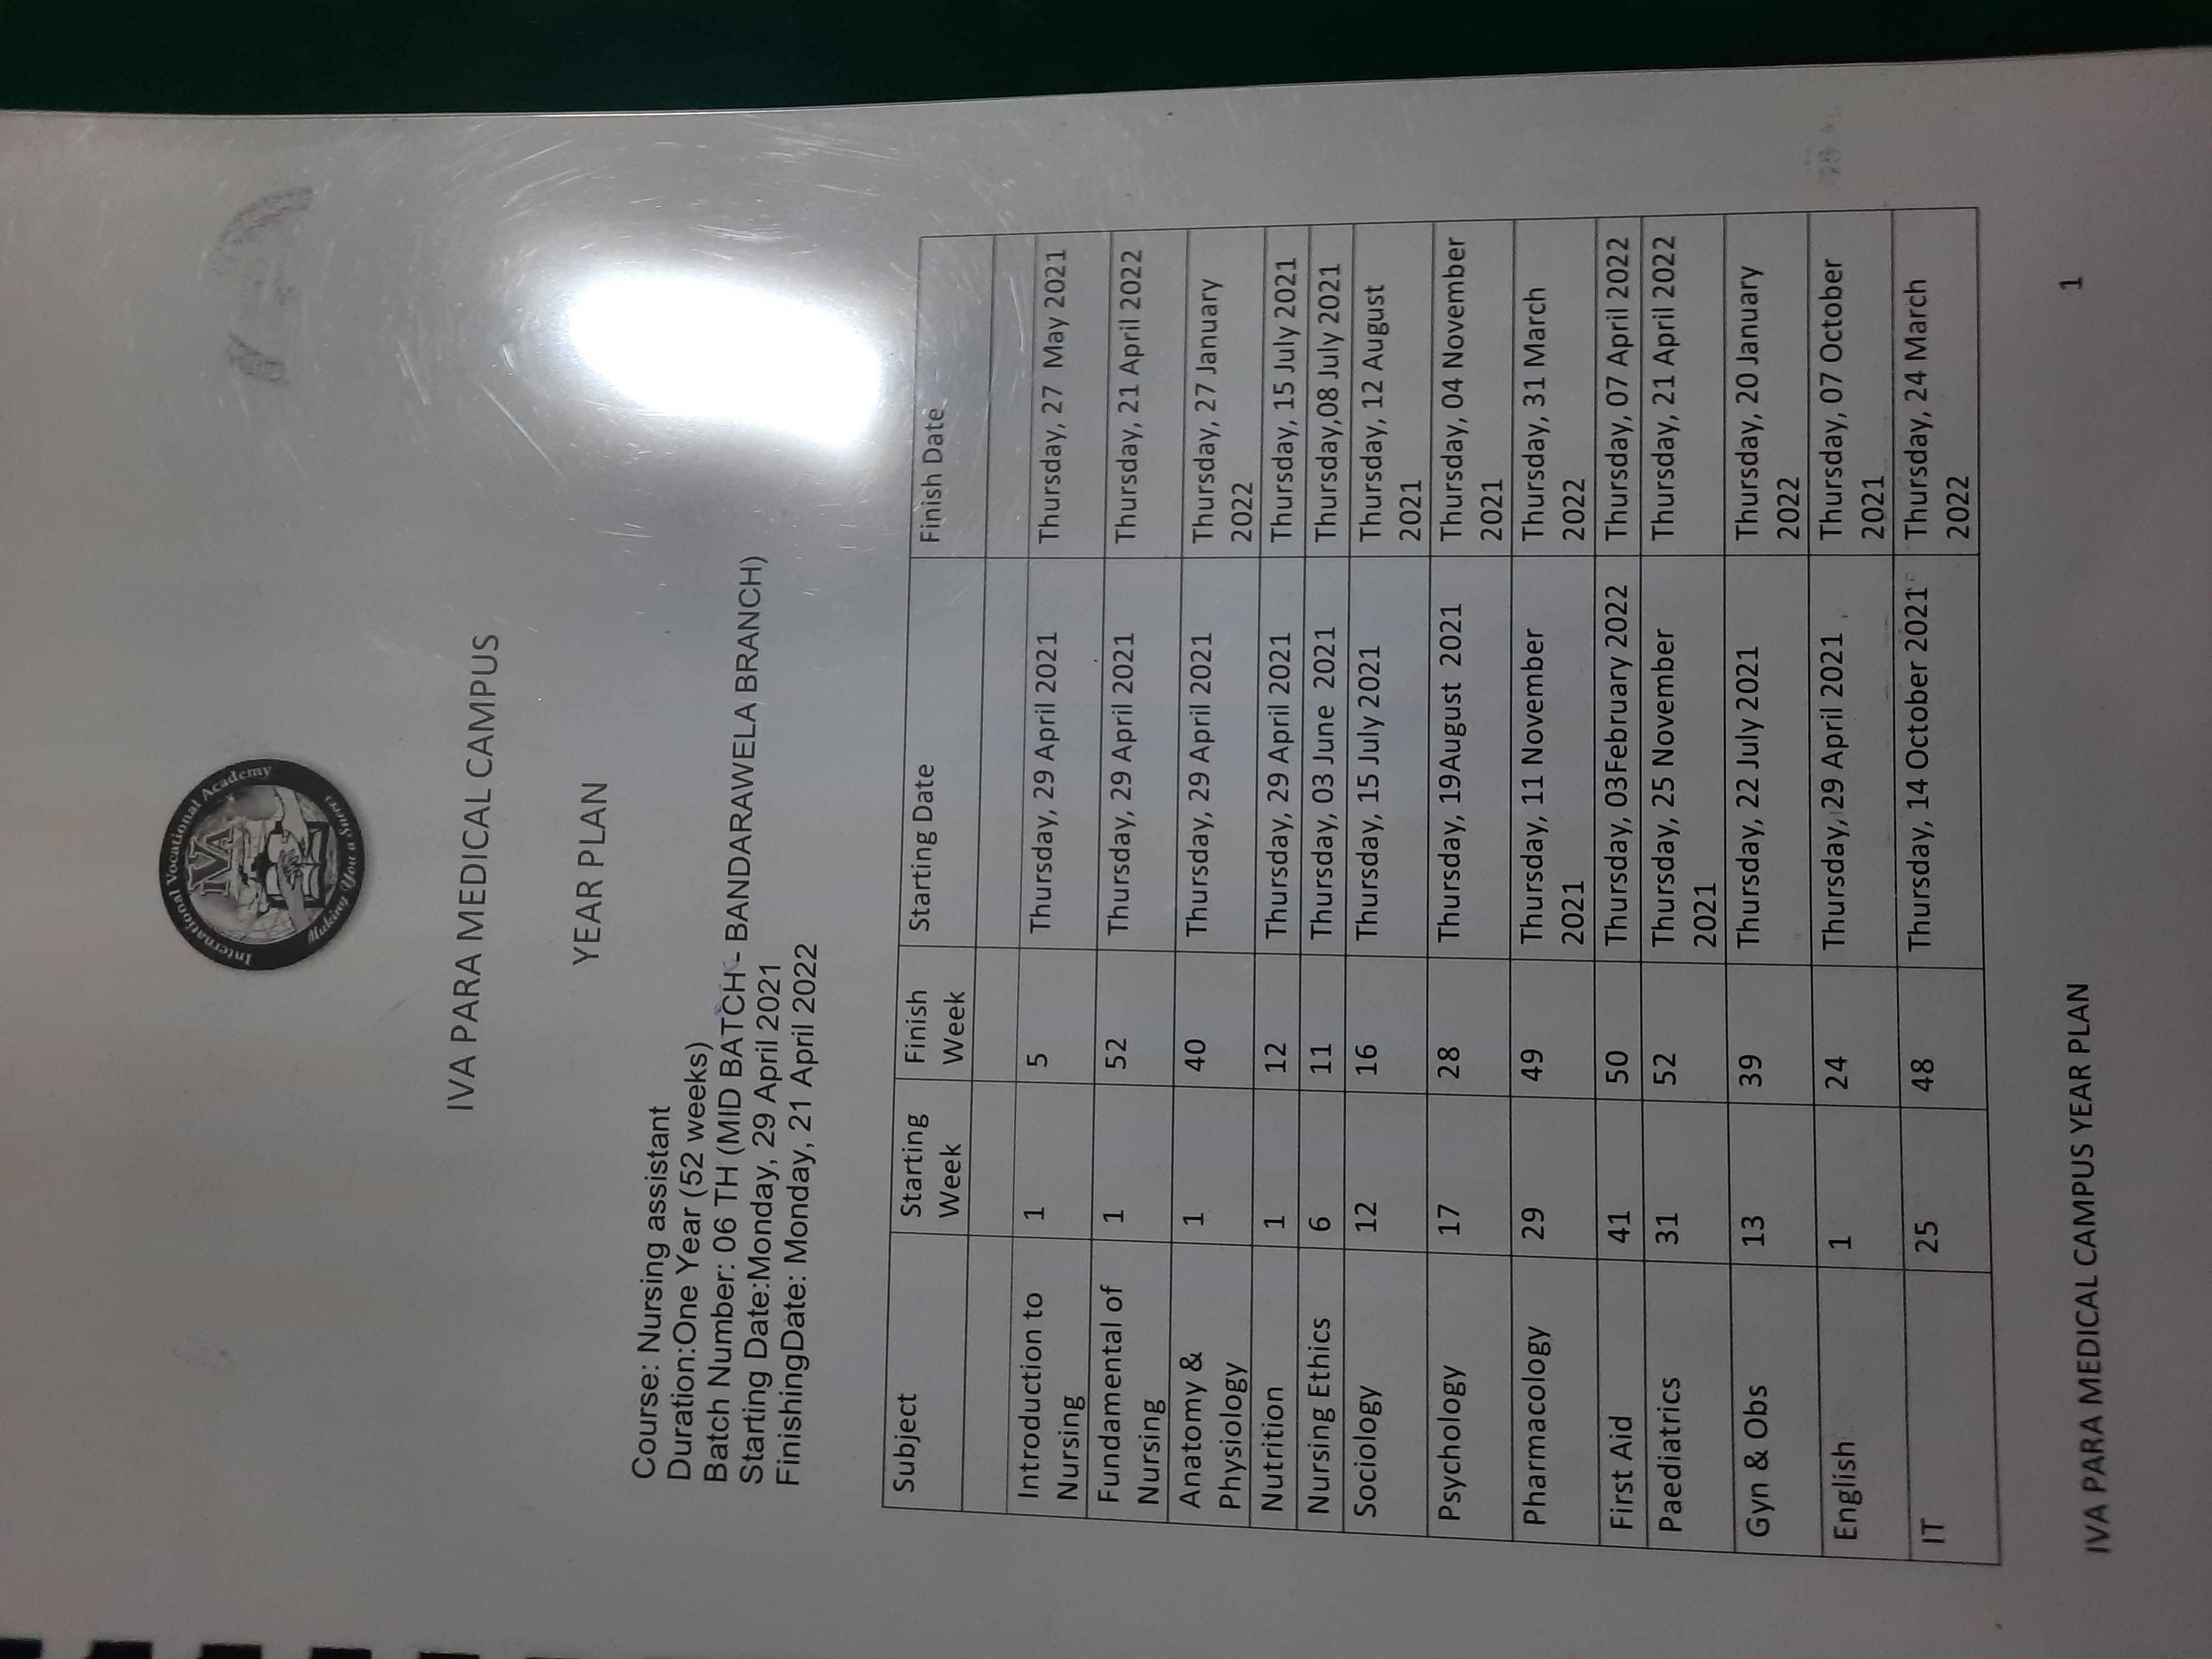 International Vocational Academy
IVA
Making You a Success
IVA PARA MEDICAL CAMPUS
YEAR PLAN
Course: Nursing assistant
Duration:One Year (52 weeks)
Batch Number: 06 TH (MID BATCH - BANDARAWELA BRANCH)
Starting Date:Monday, 29 April 2021
FinishingDate: Monday, 21 April 2022
Subject Starting Week Finish Week Starting Date Finish Date
Introduction to Nursing 1 5 Thursday, 29 April 2021 Thursday, 27 May 2021
Fundamental of Nursing 1 52 Thursday, 29 April 2021 Thursday, 21 April 2022
Anatomy & Physiology 1 40 Thursday, 29 April 2021 Thursday, 27 January 2022
Nutrition 1 12 Thursday, 29 April 2021 Thursday, 15 July 2021
Nursing Ethics 6 11 Thursday, 03 June 2021 Thursday,08 July 2021
Sociology 12 16 Thursday, 15 July 2021 Thursday, 12 August 2021
Psychology 17 28 Thursday, 19August 2021 Thursday, 04 November 2021
Pharmacology 29 49 Thursday, 11 November 2021 Thursday, 31 March 2022
First Aid 41 50 Thursday, 03February 2022 Thursday, 07 April 2022
Paediatrics 31 52 Thursday, 25 November 2021 Thursday, 21 April 2022
Gyn & Obs 13 39 Thursday, 22 July 2021 Thursday, 20 January 2022
English 1 24 Thursday, 29 April 2021 Thursday, 07 October 2021
IT 25 48 Thursday, 14 October 2021 Thursday, 24 March 2022
IVA PARA MEDICAL CAMPUS YEAR PLAN 1